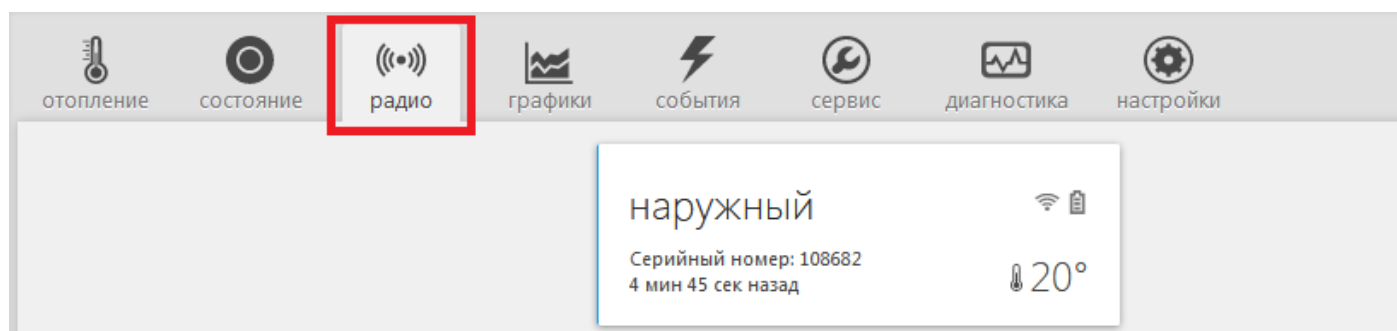 отопление состояние радио графики события сервис диагностика настройки
наружный
Серийный номер: 108682
4 мин 45 сек назад
20°